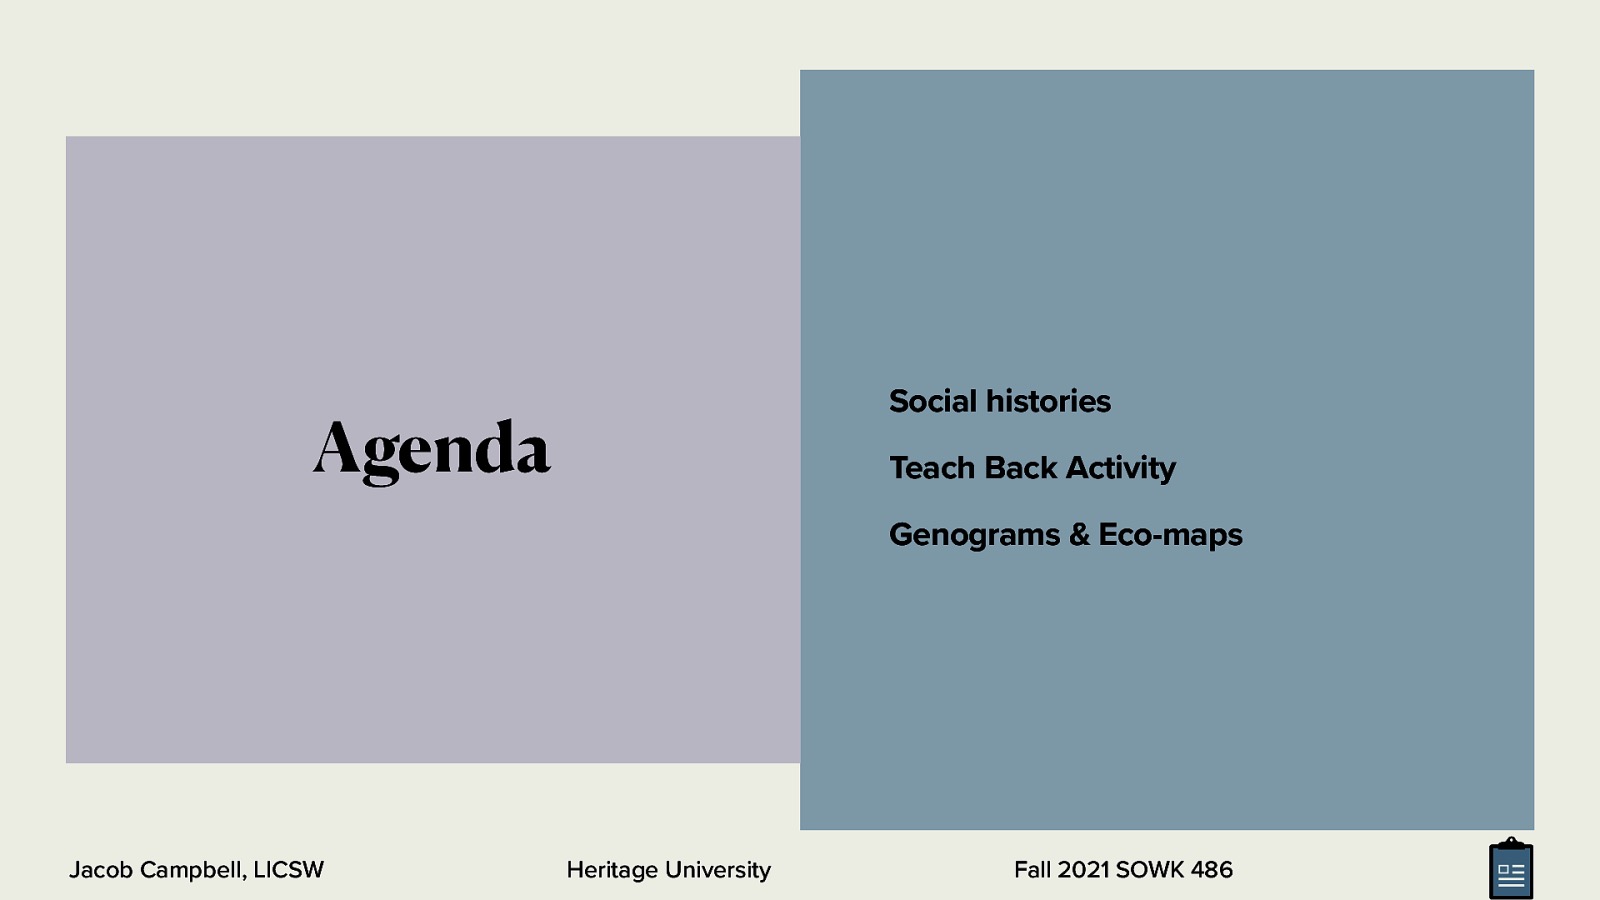 Agenda
Social histories
Teach Back Activity
Genograms & Eco-maps
Jacob Campbell, LICSW
Heritage University
Fall 2021 SOWK 486